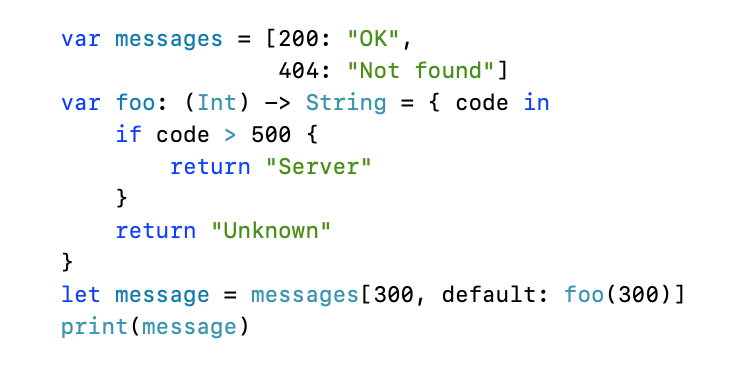 var messages = [200: "OK",
                404: "Not found"]
var foo: (Int) -> String = { code in
    if code > 500 {
        return "Server"
    }
    return "Unknown"
}
let message = messages[300, default: foo(300)]
print(message)